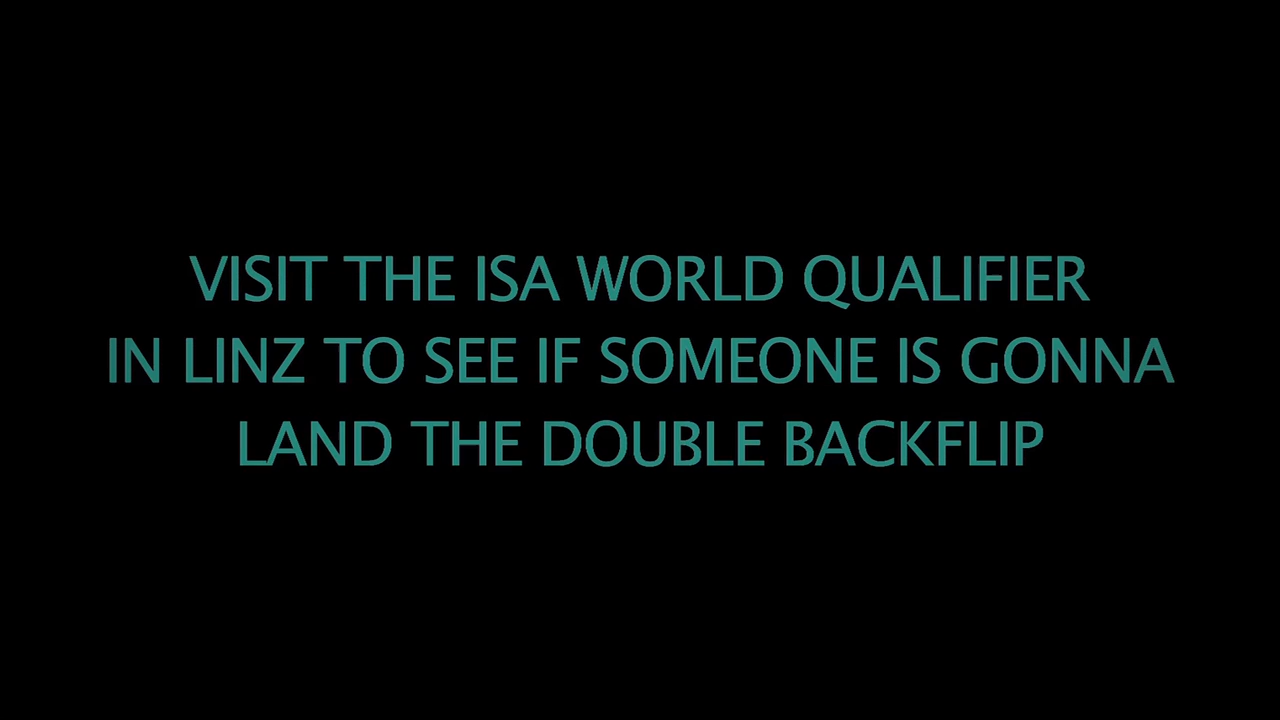 VISIT THE ISA WORLD QUALIFIER
IN LINZ TO SEE IF SOMEONE IS GONNA
LAND THE DOUBLE BACKFLIP